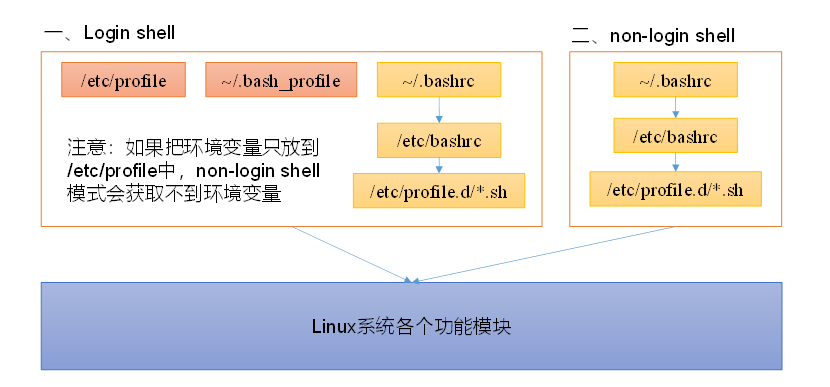 一、Login shell
/etc/profile
~/.bash_profile
~/.bashrc
/etc/bashrc
/etc/profile.d/*.sh
注意：如果把环境变量只放到
/etc/profile中，non-login shell
模式会获取不到环境变量
二、non-login shell
~/.bashrc
/etc/bashrc
/etc/profile.d/*.sh
Linux系统各个功能模块